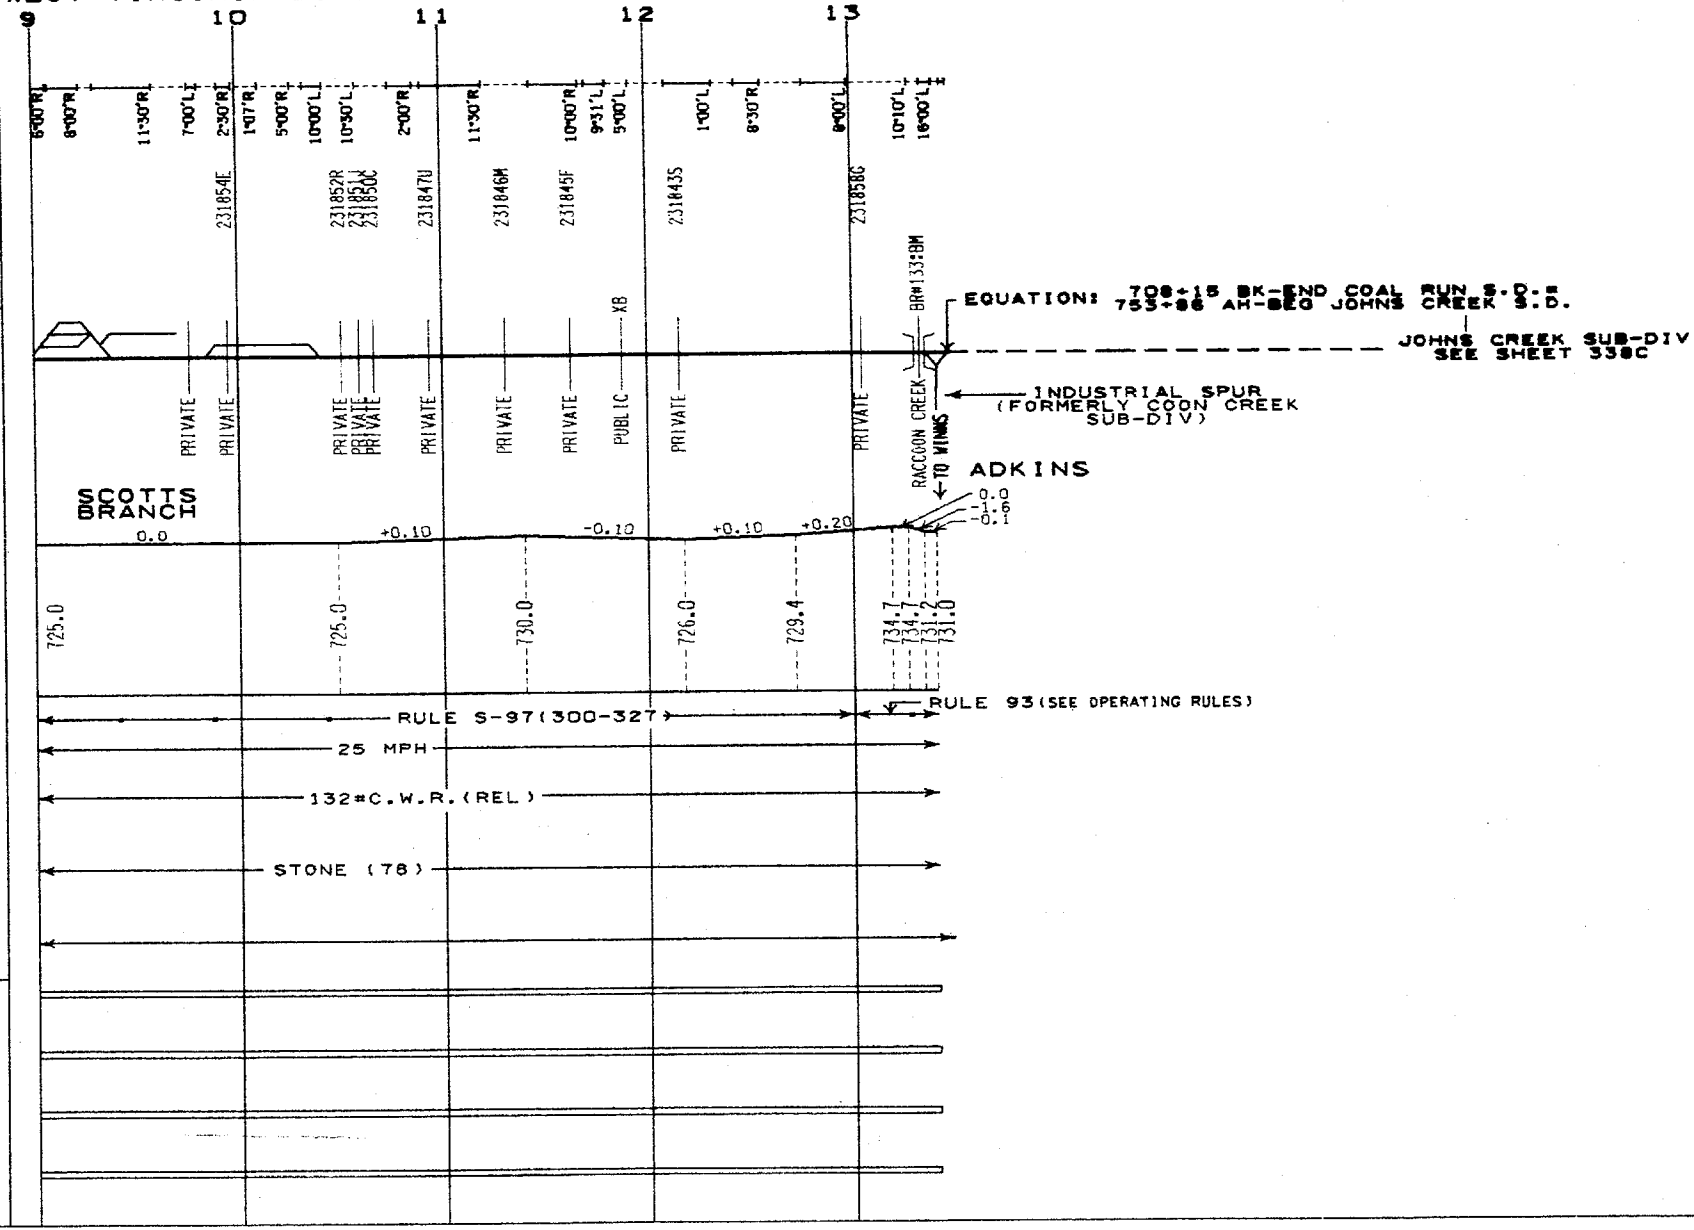 9 10 11 12 13
6°00'R 8°00'R 11°30'R 7°00'L 2°30'R 1°07'R 5°00'R 10°00'L 10°30'L 2°00'R 11°30'R 10°00'R 9°31'L 5°00'L 1°00'L 8°30'R 8°00'L 10°10'L 16°00'L
231854E 231852R 231851J 231850C 231847U 231846M 231845F XB 231843S 231858G BR#133:BM
EQUATION: 708+15 BK-END COAL RUN S.D.=
753+86 AH-BEG JOHNS CREEK S.D.
JOHNS CREEK SUB-DIV
SEE SHEET 338C
PRIVATE PRIVATE PRIVATE PRIVATE PRIVATE PRIVATE PRIVATE PRIVATE PUBLIC PRIVATE PRIVATE RACCOON CREEK TO WINNS
INDUSTRIAL SPUR
(FORMERLY COON CREEK
SUB-DIV)
ADKINS
SCOTTS
BRANCH
0.0 +0.10 -0.10 +0.10 +0.20 0.0
-1.6
-0.1
725.0 725.0 730.0 726.0 729.4 734.7 734.7 731.2 731.0
RULE S-97(300-327) RULE 93(SEE OPERATING RULES)
25 MPH
132#C.W.R.(REL)
STONE (78)